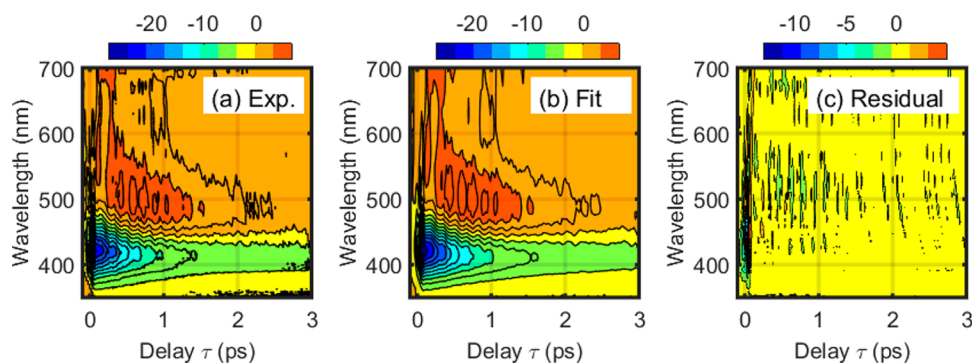 -20 -10 0
-20 -10 0
-10 -5 0
700
600
500
400
Wavelength (nm)
(a) Exp.
0 1 2 3
Delay τ (ps)
700
600
500
400
Wavelength (nm)
(b) Fit
0 1 2 3
Delay τ (ps)
700
600
500
400
Wavelength (nm)
(c) Residual
0 1 2 3
Delay τ (ps)